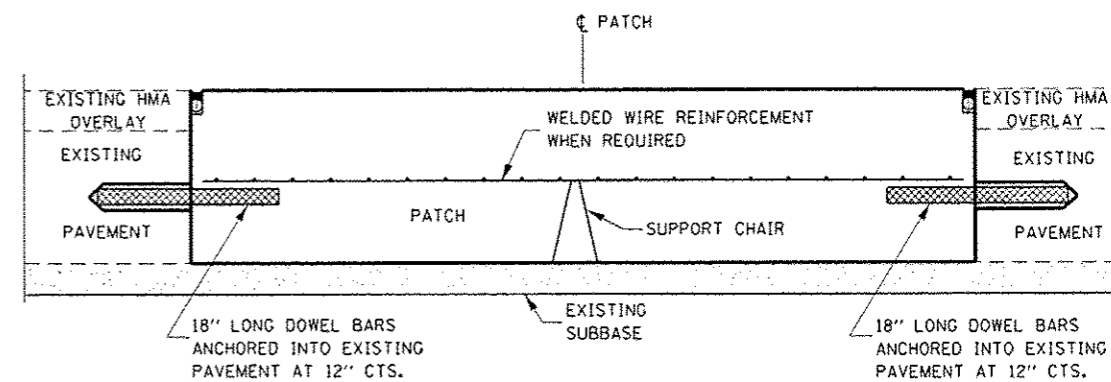 ℄ PATCH
EXISTING HMA
OVERLAY
EXISTING
PAVEMENT
WELDED WIRE REINFORCEMENT
WHEN REQUIRED
PATCH
SUPPORT CHAIR
EXISTING HMA
OVERLAY
EXISTING
PAVEMENT
18" LONG DOWEL BARS
ANCHORED INTO EXISTING
PAVEMENT AT 12" CTS.
EXISTING
SUBBASE
18" LONG DOWEL BARS
ANCHORED INTO EXISTING
PAVEMENT AT 12" CTS.